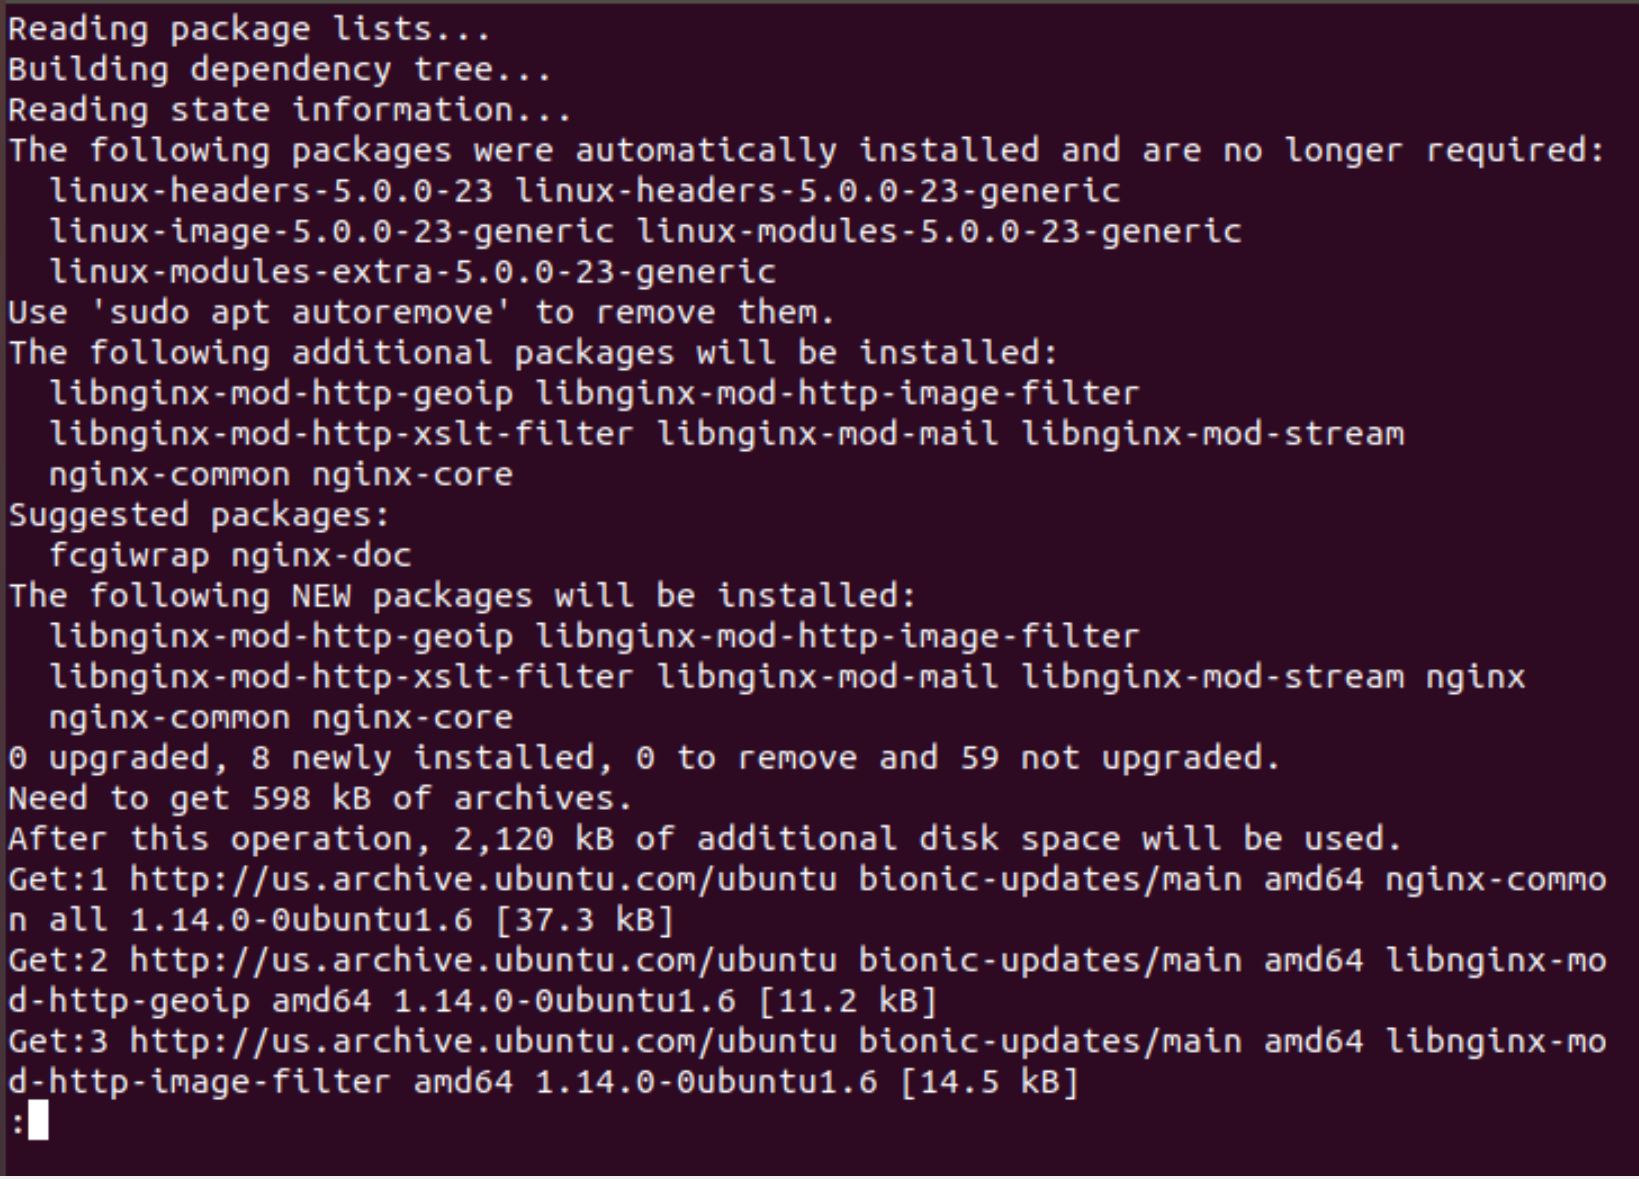 Reading package lists...
Building dependency tree...
Reading state information...
The following packages were automatically installed and are no longer required:
  linux-headers-5.0.0-23 linux-headers-5.0.0-23-generic
  linux-image-5.0.0-23-generic linux-modules-5.0.0-23-generic
  linux-modules-extra-5.0.0-23-generic
Use 'sudo apt autoremove' to remove them.
The following additional packages will be installed:
  libnginx-mod-http-geoip libnginx-mod-http-image-filter
  libnginx-mod-http-xslt-filter libnginx-mod-mail libnginx-mod-stream
  nginx-common nginx-core
Suggested packages:
  fcgiwrap nginx-doc
The following NEW packages will be installed:
  libnginx-mod-http-geoip libnginx-mod-http-image-filter
  libnginx-mod-http-xslt-filter libnginx-mod-mail libnginx-mod-stream nginx
  nginx-common nginx-core
0 upgraded, 8 newly installed, 0 to remove and 59 not upgraded.
Need to get 598 kB of archives.
After this operation, 2,120 kB of additional disk space will be used.
Get:1 http://us.archive.ubuntu.com/ubuntu bionic-updates/main amd64 nginx-commo
n all 1.14.0-0ubuntu1.6 [37.3 kB]
Get:2 http://us.archive.ubuntu.com/ubuntu bionic-updates/main amd64 libnginx-mo
d-http-geoip amd64 1.14.0-0ubuntu1.6 [11.2 kB]
Get:3 http://us.archive.ubuntu.com/ubuntu bionic-updates/main amd64 libnginx-mo
d-http-image-filter amd64 1.14.0-0ubuntu1.6 [14.5 kB]
: